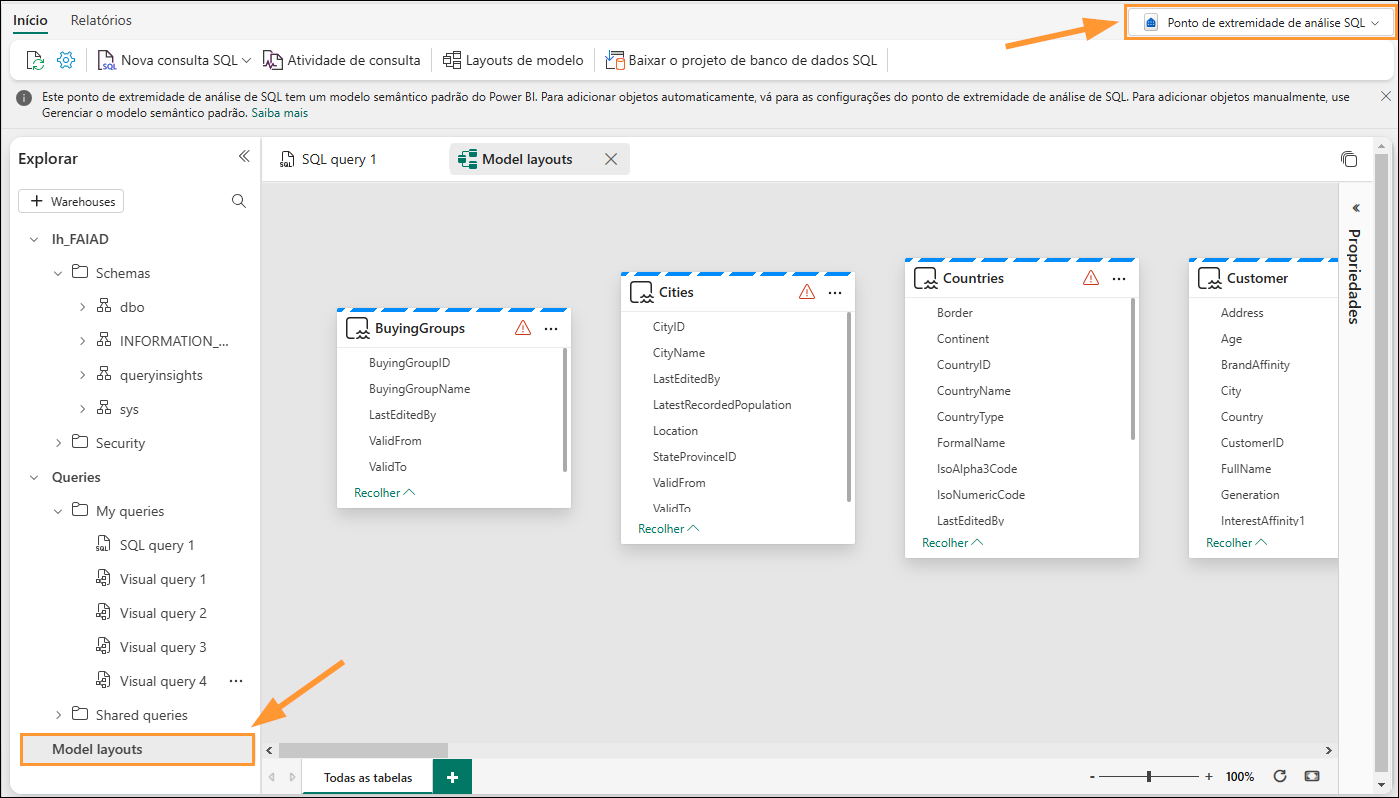 Início
Relatórios
Ponto de extremidade de análise SQL
Nova consulta SQL
Atividade de consulta
Layouts de modelo
Baixar o projeto de banco de dados SQL
Este ponto de extremidade de análise de SQL tem um modelo semântico padrão do Power BI. Para adicionar objetos automaticamente, vá para as configurações do ponto de extremidade de análise de SQL. Para adicionar objetos manualmente, use
Gerenciar o modelo semântico padrão. Saiba mais
Explorar
+ Warehouses
lh_FAIAD
Schemas
dbo
INFORMATION_...
queryinsights
sys
Security
Queries
My queries
SQL query 1
Visual query 1
Visual query 2
Visual query 3
Visual query 4 ...
Shared queries
Model layouts
SQL query 1
Model layouts
BuyingGroups
BuyingGroupID
BuyingGroupName
LastEditedBy
ValidFrom
ValidTo
Recolher
Cities
CityID
CityName
LastEditedBy
LatestRecordedPopulation
Location
StateProvinceID
ValidFrom
ValidTo
Recolher
Countries
Border
Continent
CountryID
CountryName
CountryType
FormalName
IsoAlpha3Code
IsoNumericCode
LastEditedBy
Recolher
Customer
Address
Age
BrandAffinity
City
Country
CustomerID
FullName
Generation
InterestAffinity1
Recolher
Propriedades
Todas as tabelas
+
- + 100%